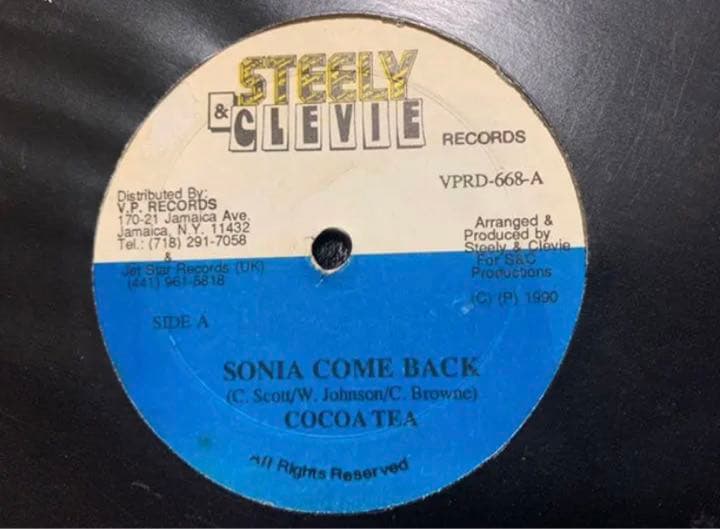 STEELY
& CLEVIE RECORDS
VPRD-668-A
Distributed By:
V.P. RECORDS
170-21 Jamaica Ave.
Jamaica, N.Y. 11432
Tel.: (718) 291-7058
&
Jet Star Records (UK)
(441) 961-5818
Arranged &
Produced by
Steely & Clevie
For S&C
Productions
(C) (P) 1990
SIDE A
SONIA COME BACK
(C. Scott/W. Johnson/C. Browne)
COCOA TEA
All Rights Reserved